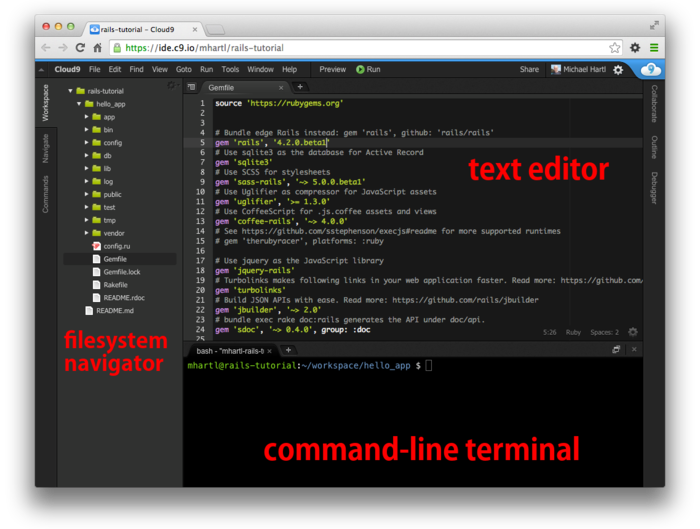 rails-tutorial - Cloud9
https://ide.c9.io/mhartl/rails-tutorial
Cloud9 File Edit Find View Goto Run Tools Window Help Preview Run Share Michael Hartl
Workspace
Navigate
Commands
rails-tutorial
hello_app
app
bin
config
db
lib
log
public
test
tmp
vendor
config.ru
Gemfile
Gemfile.lock
Rakefile
README.rdoc
README.md
filesystem
navigator
Gemfile
1 source 'https://rubygems.org'
2
3
4 # Bundle edge Rails instead: gem 'rails', github: 'rails/rails'
5 gem 'rails', '4.2.0.beta1'
6 # Use sqlite3 as the database for Active Record
7 gem 'sqlite3'
8 # Use SCSS for stylesheets
9 gem 'sass-rails', '~> 5.0.0.beta1'
10 # Use Uglifier as compressor for JavaScript assets
11 gem 'uglifier', '>= 1.3.0'
12 # Use CoffeeScript for .js.coffee assets and views
13 gem 'coffee-rails', '~> 4.0.0'
14 # See https://github.com/sstephenson/execjs#readme for more supported runtimes
15 # gem 'therubyracer', platforms: :ruby
16
17 # Use jquery as the JavaScript library
18 gem 'jquery-rails'
19 # Turbolinks makes following links in your web application faster. Read more: https://github.com/
20 gem 'turbolinks'
21 # Build JSON APIs with ease. Read more: https://github.com/rails/jbuilder
22 gem 'jbuilder', '~> 2.0'
23 # bundle exec rake doc:rails generates the API under doc/api.
24 gem 'sdoc', '~> 0.4.0', group: :doc
25
text editor
5:26 Ruby Spaces: 2
Collaborate
Outline
Debugger
bash - "mhartl-rails-t
mhartl@rails-tutorial:~/workspace/hello_app $
command-line terminal